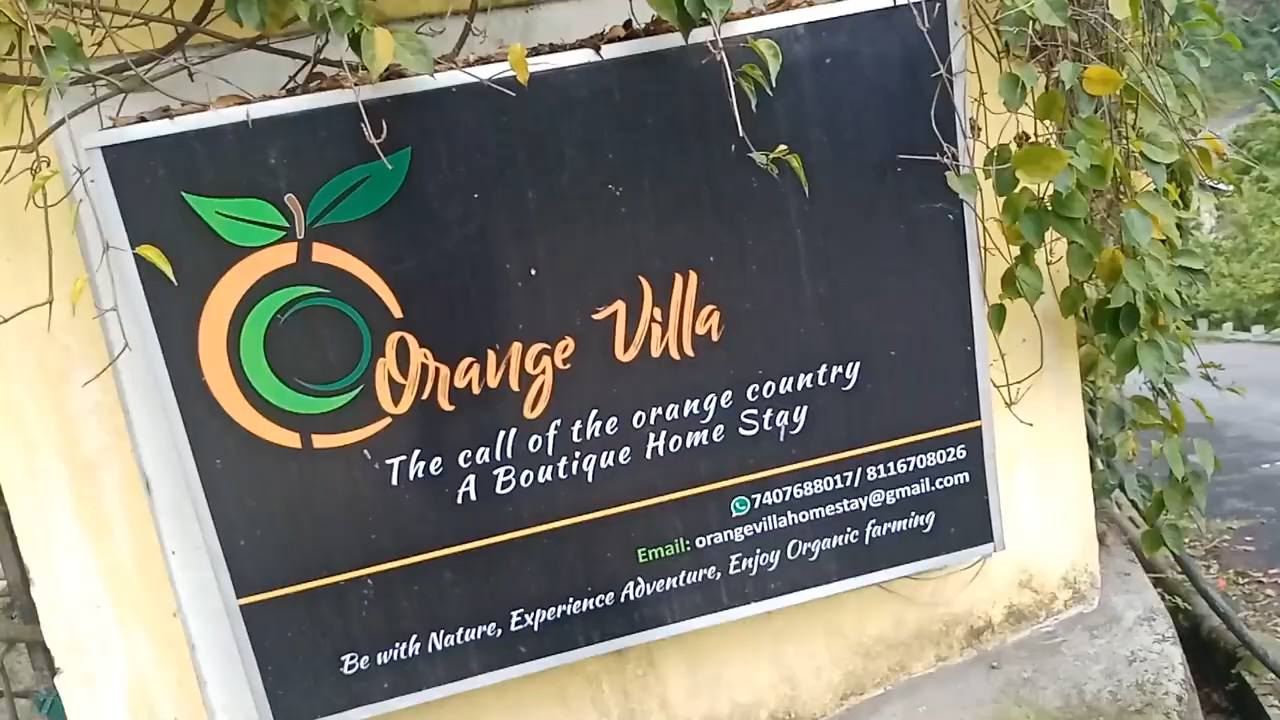 Orange Villa
The call of the orange country
A Boutique Home Stay
7407688017/ 8116708026
Email: orangevillahomestay@gmail.com
Be with Nature, Experience Adventure, Enjoy Organic farming